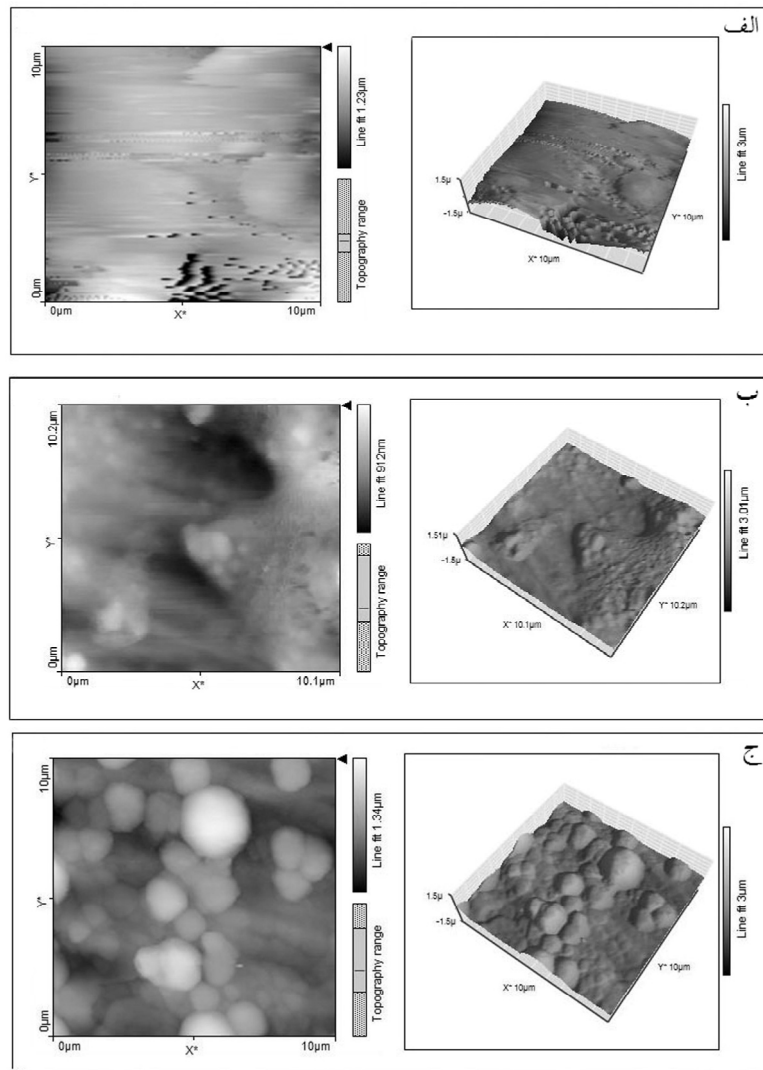 الف
10µm
Y*
0µm
0µm
X*
10µm
Line fit 1.23µm
Topography range
1.5µ
-1.5µ
X* 10µm
Y* 10µm
Line fit 3µm
ب
10.2µm
Y*
0µm
0µm
X*
10.1µm
Line fit 912nm
Topography range
1.51µ
-1.5µ
X* 10.1µm
Y* 10.2µm
Line fit 3.01µm
ج
10µm
Y*
0µm
0µm
X*
10µm
Line fit 1.34µm
Topography range
1.5µ
-1.5µ
X* 10µm
Y* 10µm
Line fit 3µm